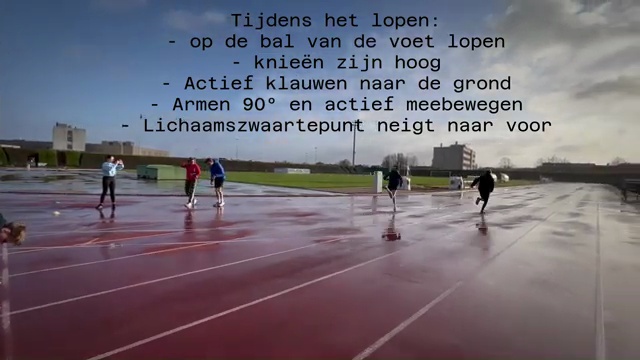 Tijdens het lopen:
- op de bal van de voet lopen
- knieën zijn hoog
- Actief klauwen naar de grond
- Armen 90° en actief meebewegen
- Lichaamszwaartepunt neigt naar voor